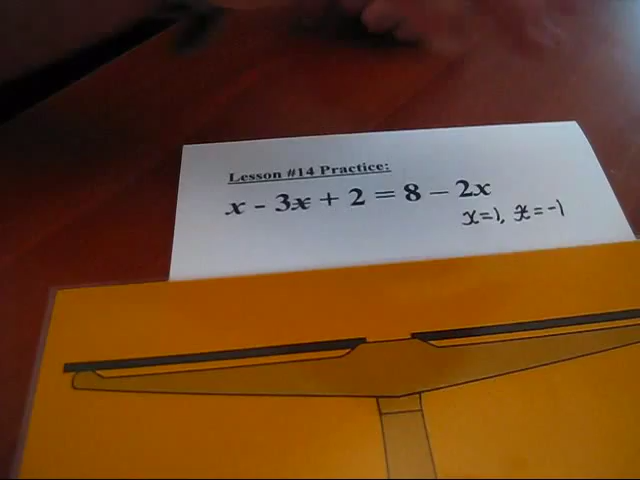 Lesson #14 Practice:
x - 3x + 2 = 8 – 2x
x=1, x=-1